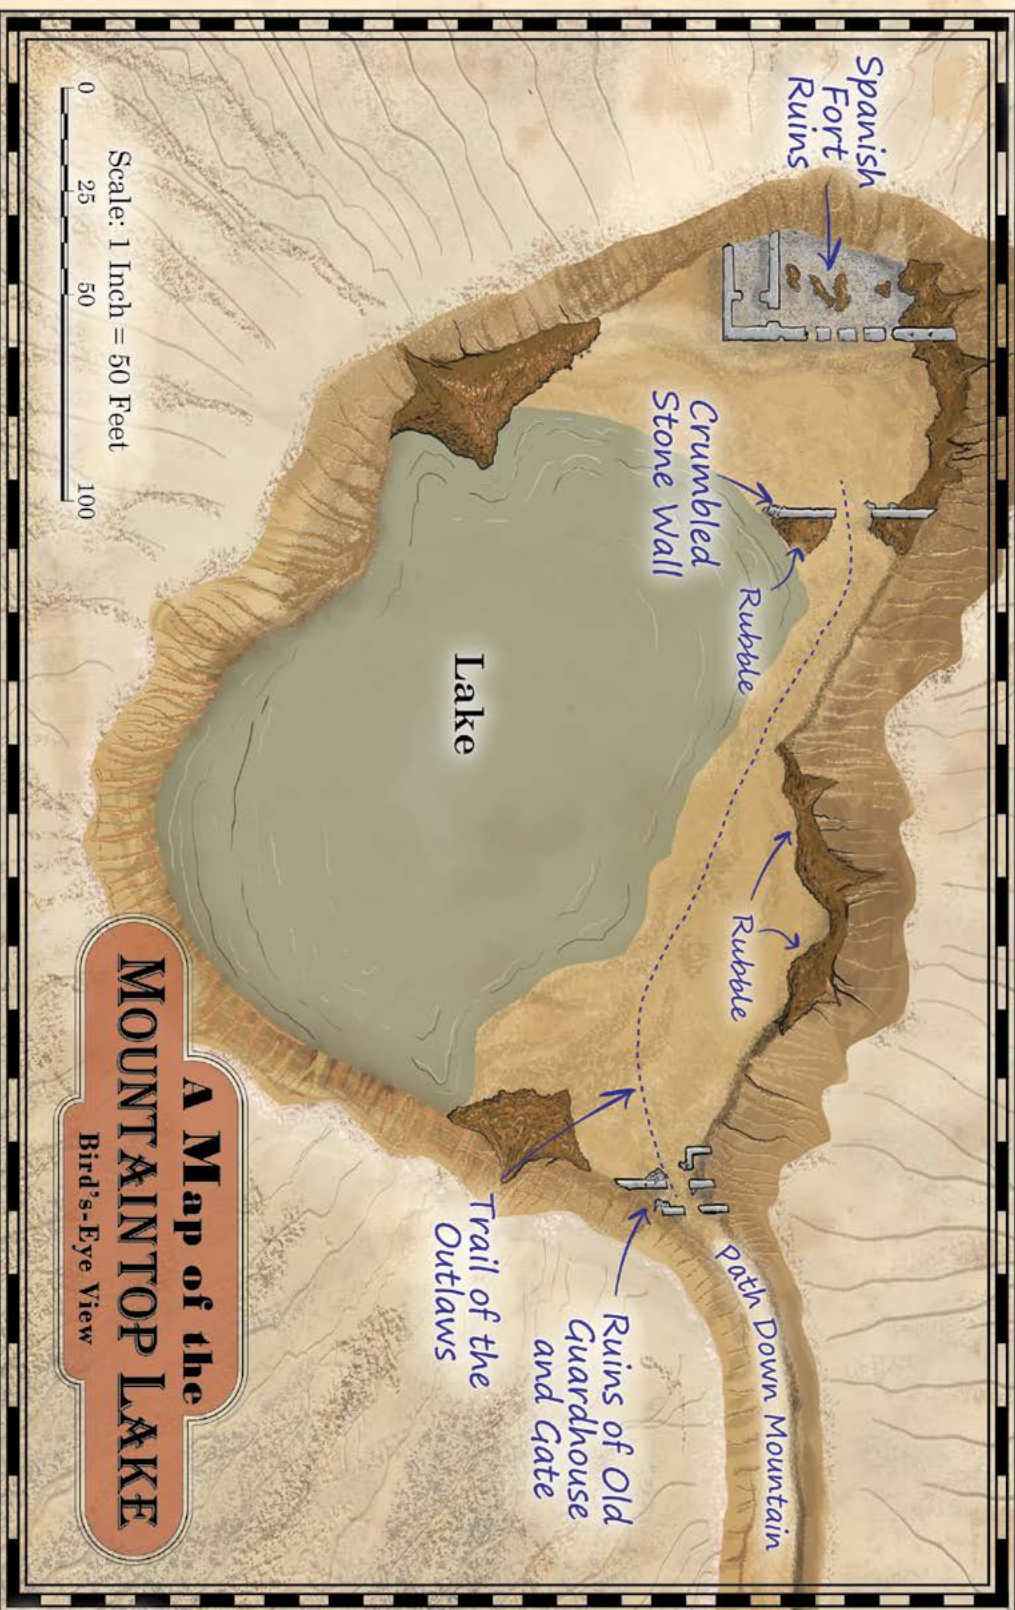 Spanish
Fort
Ruins
Crumbled
Stone Wall
Rubble
Rubble
Path Down Mountain
Lake
Trail of the
Outlaws
Ruins of Old
Guardhouse
and Gate
Scale: 1 Inch = 50 Feet
0 25 50 100
A Map of the
MOUNTAINTOP LAKE
Bird's-Eye View